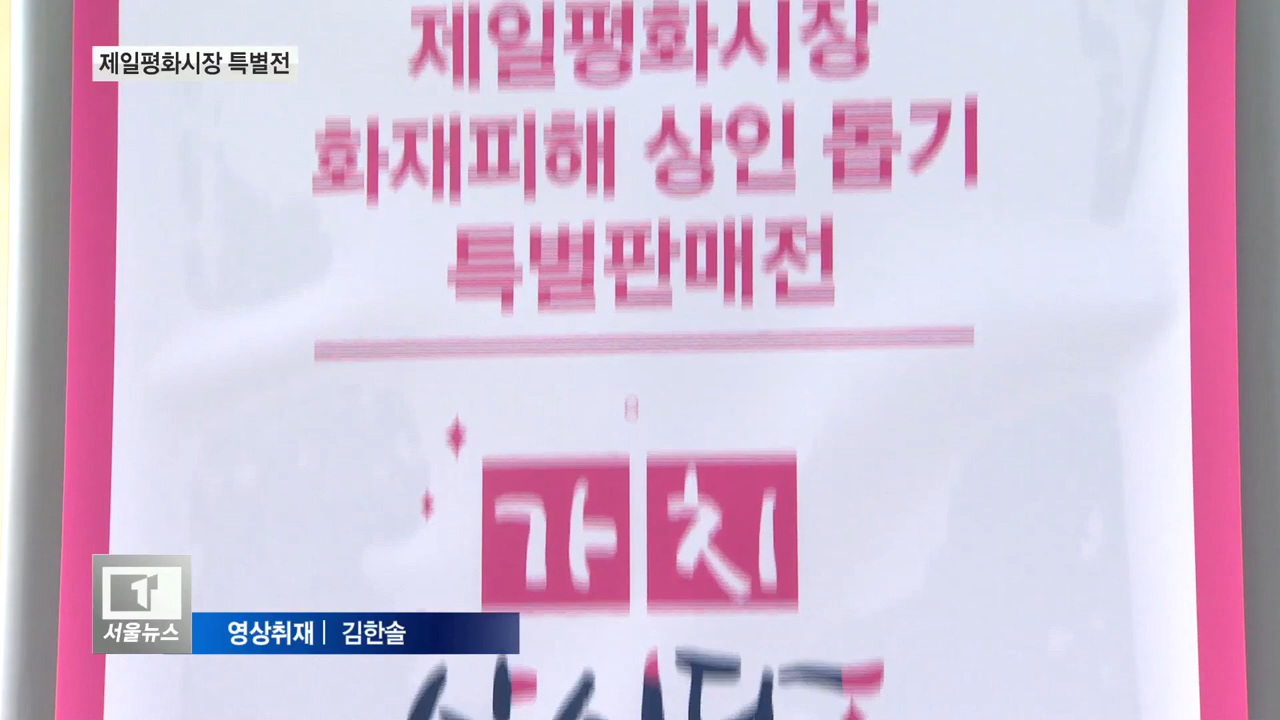 제일평화시장
제일평화시장 특별전
화재피해 상인 돕기
특별판매전
가치
서울뉴스
영상취재 | 김한솔